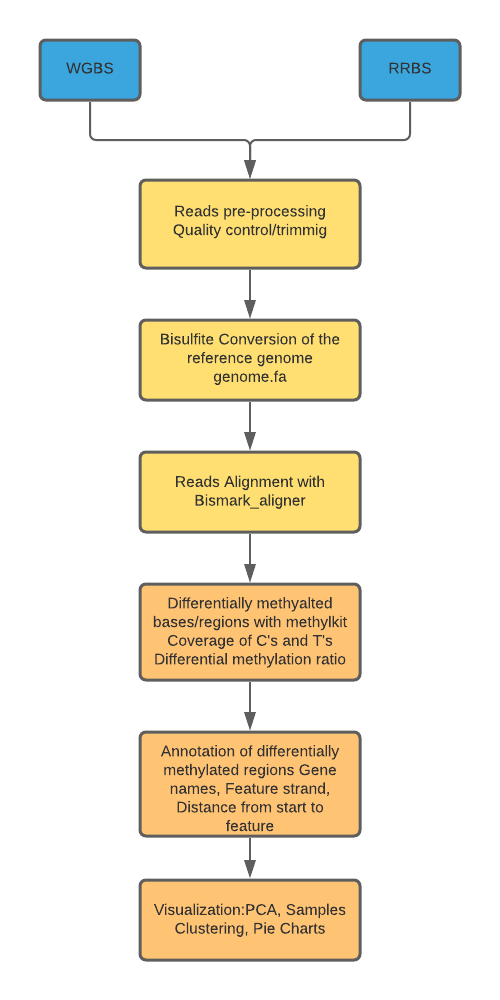 WGBS
RRBS
Reads pre-processing
Quality control/trimmig
Bisulfite Conversion of the
reference genome
genome.fa
Reads Alignment with
Bismark_aligner
Differentially methyalted
bases/regions with methylkit
Coverage of C's and T's
Differential methylation ratio
Annotation of differentially
methylated regions Gene
names, Feature strand,
Distance from start to
feature
Visualization:PCA, Samples
Clustering, Pie Charts